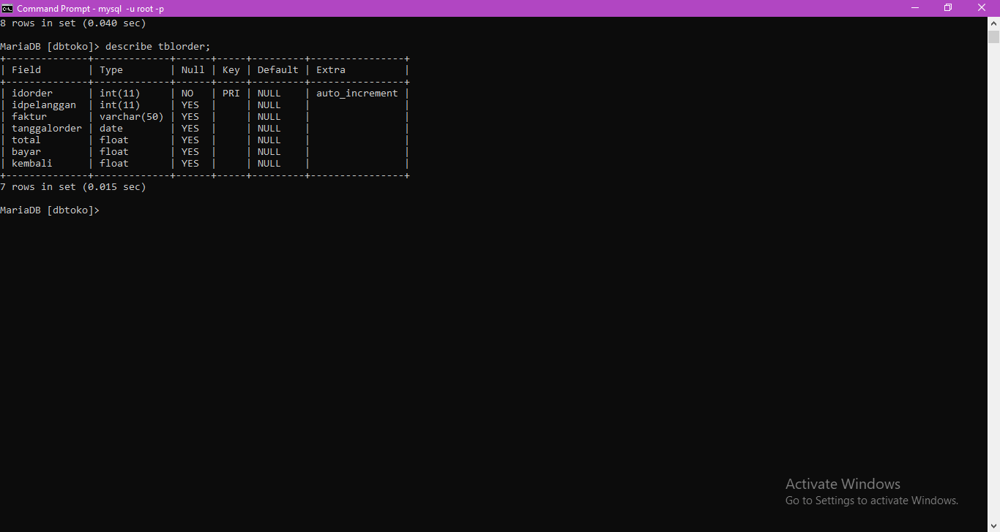 Command Prompt - mysql  -u root -p
8 rows in set (0.040 sec)
MariaDB [dbtoko]> describe tblorder;
+--------------+-------------+------+-----+---------+----------------+
| Field        | Type        | Null | Key | Default | Extra          |
+--------------+-------------+------+-----+---------+----------------+
| idorder      | int(11)     | NO   | PRI | NULL    | auto_increment |
| idpelanggan  | int(11)     | YES  |     | NULL    |                |
| faktur       | varchar(50) | YES  |     | NULL    |                |
| tanggalorder | date        | YES  |     | NULL    |                |
| total        | float       | YES  |     | NULL    |                |
| bayar        | float       | YES  |     | NULL    |                |
| kembali      | float       | YES  |     | NULL    |                |
+--------------+-------------+------+-----+---------+----------------+
7 rows in set (0.015 sec)
MariaDB [dbtoko]>
Activate Windows
Go to Settings to activate Windows.